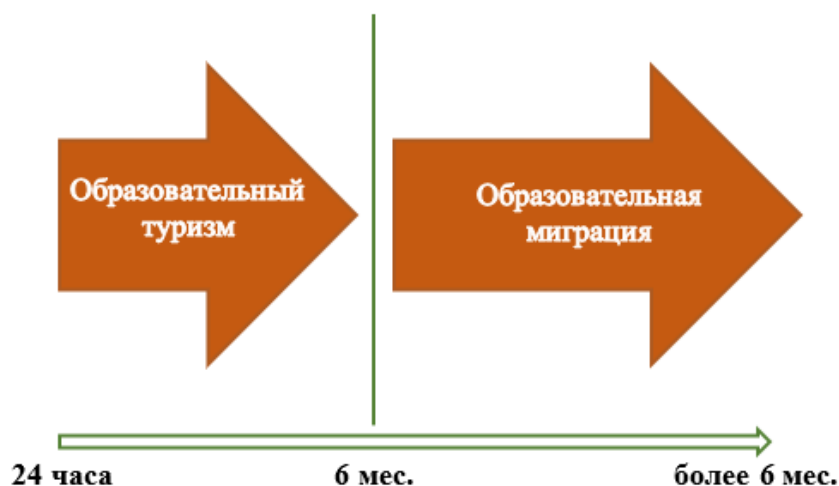 Образовательный
туризм
Образовательная
миграция
24 часа
6 мес.
более 6 мес.